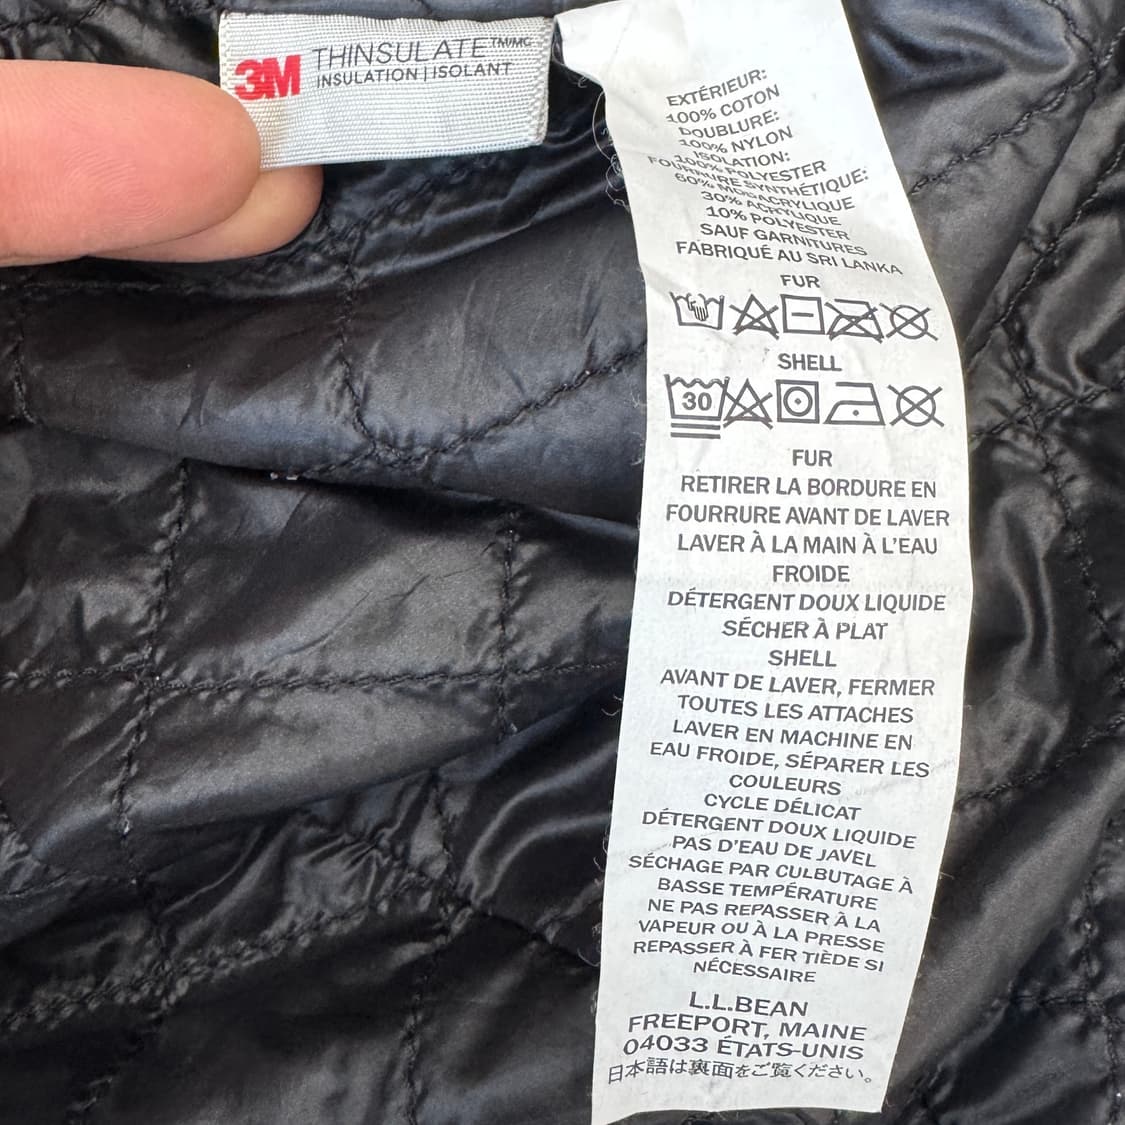 3M THINSULATE™/MC
INSULATION | ISOLANT
EXTÉRIEUR:
100% COTON
DOUBLURE:
100% NYLON
ISOLATION:
100% POLYESTER
FOURRURE SYNTHÉTIQUE:
60% MODACRYLIQUE
30% ACRYLIQUE
10% POLYESTER
SAUF GARNITURES
FABRIQUÉ AU SRI LANKA
FUR
SHELL
30
FUR
RETIRER LA BORDURE EN
FOURRURE AVANT DE LAVER
LAVER À LA MAIN À L'EAU
FROIDE
DÉTERGENT DOUX LIQUIDE
SÉCHER À PLAT
SHELL
AVANT DE LAVER, FERMER
TOUTES LES ATTACHES
LAVER EN MACHINE EN
EAU FROIDE, SÉPARER LES
COULEURS
CYCLE DÉLICAT
DÉTERGENT DOUX LIQUIDE
PAS D'EAU DE JAVEL
SÉCHAGE PAR CULBUTAGE À
BASSE TEMPÉRATURE
NE PAS REPASSER À LA
VAPEUR OU À LA PRESSE
REPASSER À FER TIÈDE SI
NÉCESSAIRE
L.L.BEAN
FREEPORT, MAINE
04033 ÉTATS-UNIS
日本語は裏面をご覧ください。